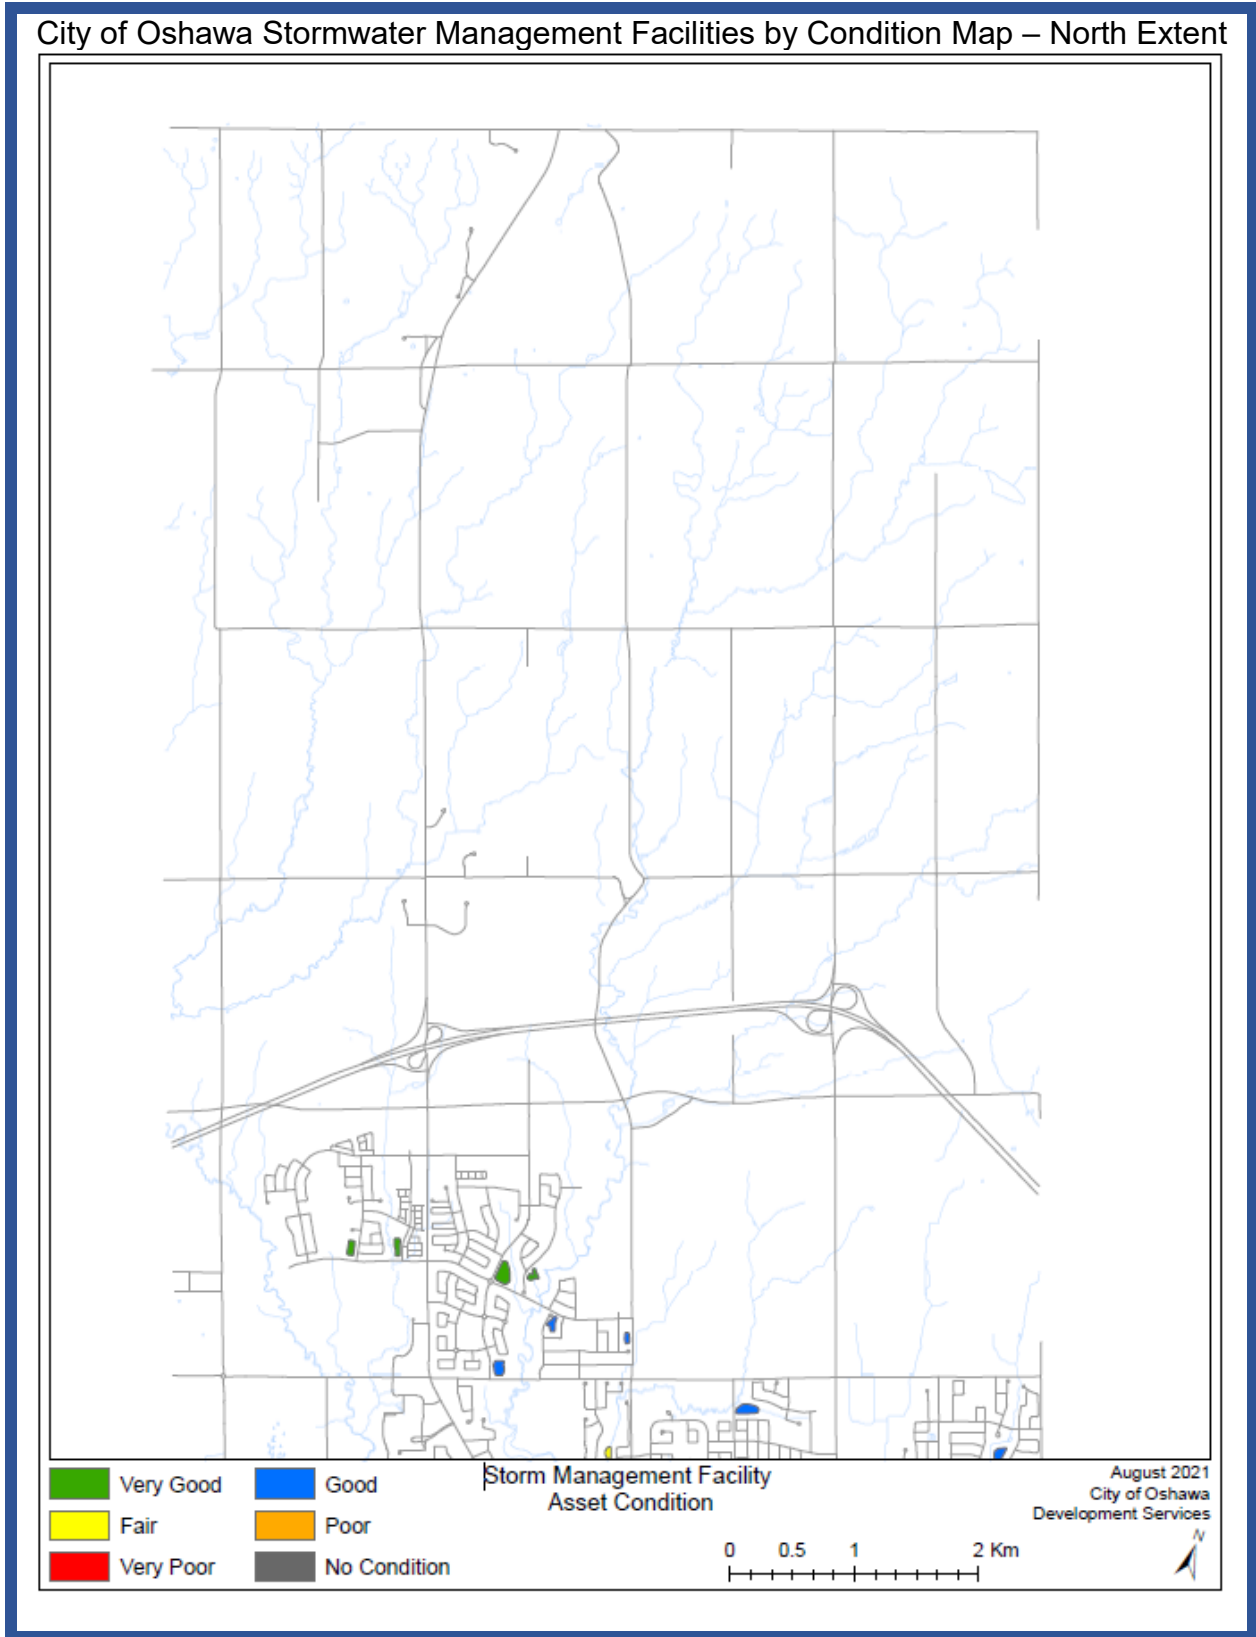 City of Oshawa Stormwater Management Facilities by Condition Map – North Extent
Very Good
Good
Fair
Poor
Very Poor
No Condition
Storm Management Facility
Asset Condition
0 0.5 1 2 Km
August 2021
City of Oshawa
Development Services
N